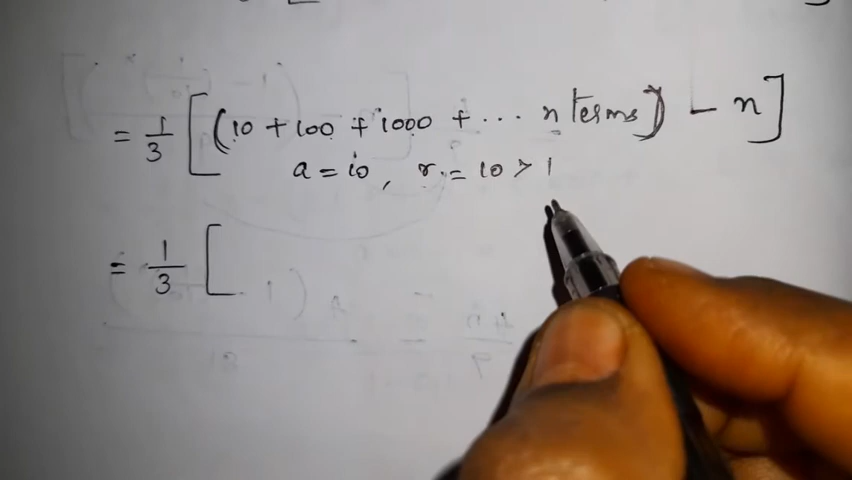 = 1/3 [(10 + 100 + 1000 + ... n terms) - n]
a = 10, r = 10 > 1
= 1/3 [